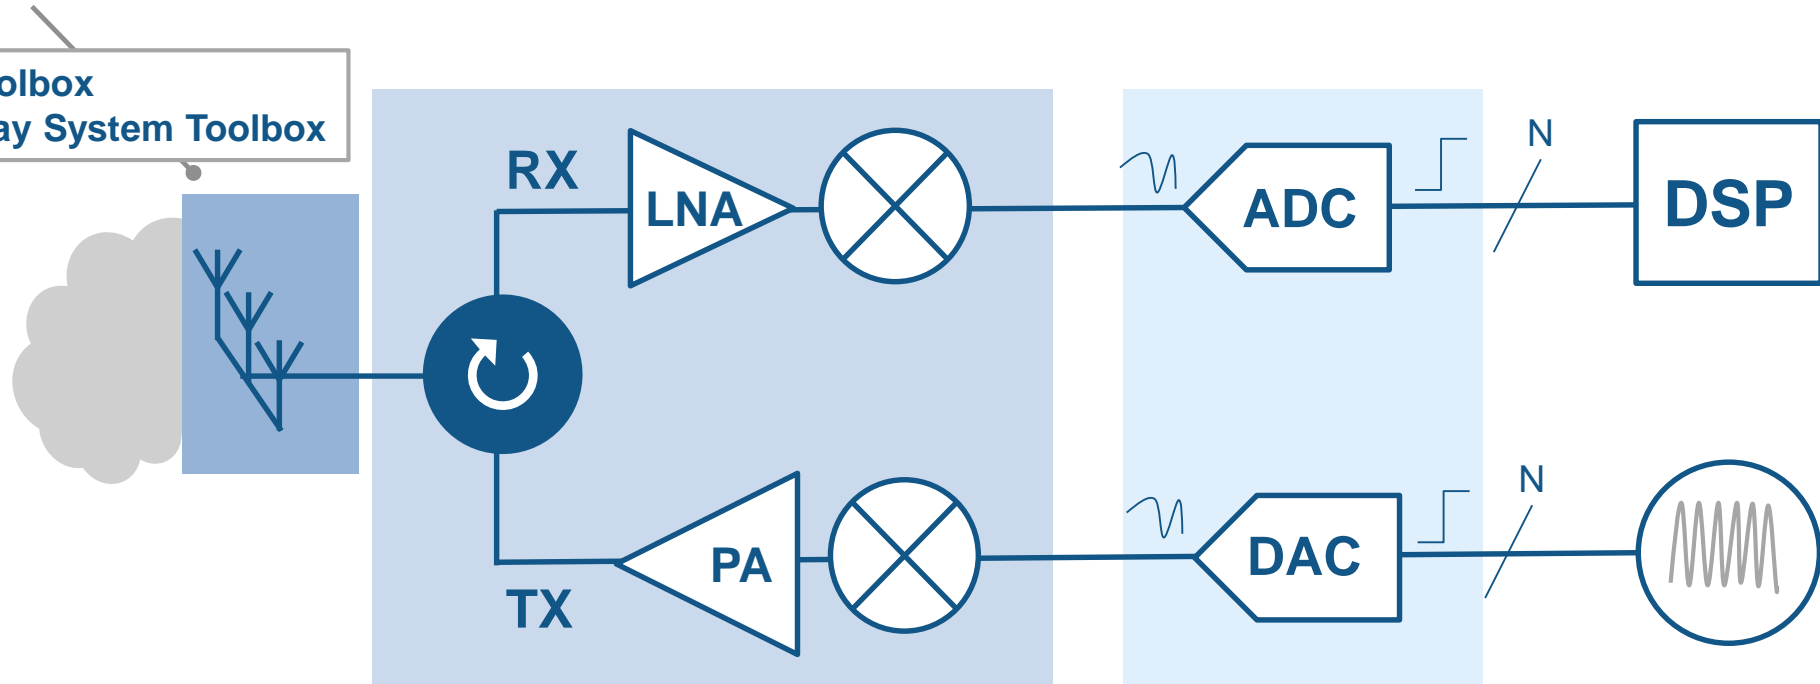 olbox
ay System Toolbox
RX
LNA
ADC
N
DSP
TX
PA
DAC
N